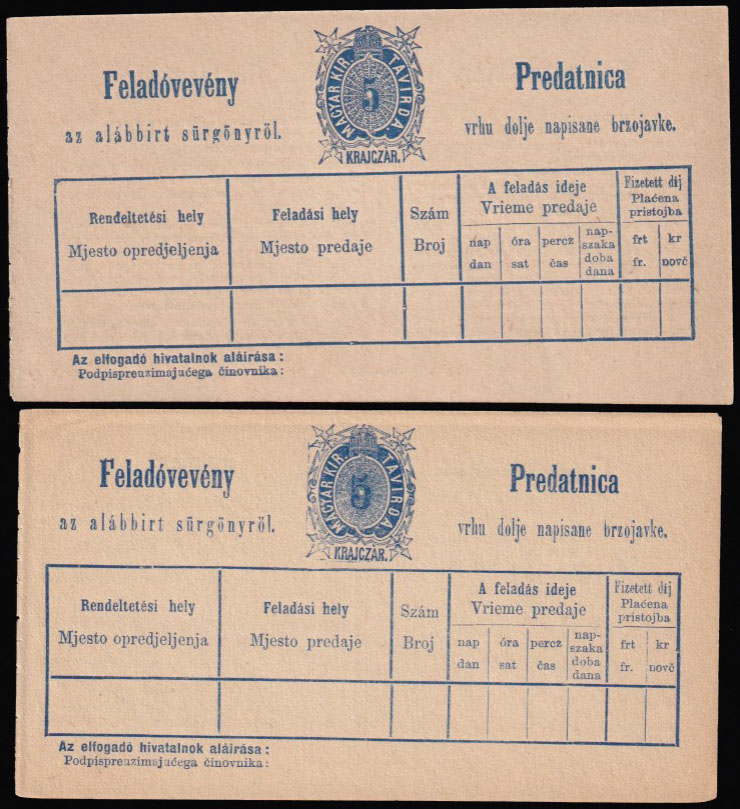 MAGYAR KIR. TAVIRDA.
5
KRAJCZÁR.
Feladóvevény
az alábbirt sürgönyről.
Predatnica
vrhu dolje napisane brzojavke.
Rendeltetési hely
Mjesto opredjeljenja
Feladási hely
Mjesto predaje
Szám
Broj
A feladás ideje
Vrieme predaje
nap
dan
óra
sat
percz
čas
nap-
szaka
doba
dana
Fizetett díj
Plaćena
pristojba
frt
fr.
kr
novč
Az elfogadó hivatalnok aláirása:
Podpispreuzimajućega činovnika:
MAGYAR KIR. TAVIRDA.
5
KRAJCZÁR.
Feladóvevény
az alábbirt sürgönyről.
Predatnica
vrhu dolje napisane brzojavke.
Rendeltetési hely
Mjesto opredjeljenja
Feladási hely
Mjesto predaje
Szám
Broj
A feladás ideje
Vrieme predaje
nap
dan
óra
sat
percz
čas
nap-
szaka
doba
dana
Fizetett díj
Plaćena
pristojba
frt
fr.
kr
novč
Az elfogadó hivatalnok aláirása:
Podpispreuzimajućega činovnika: